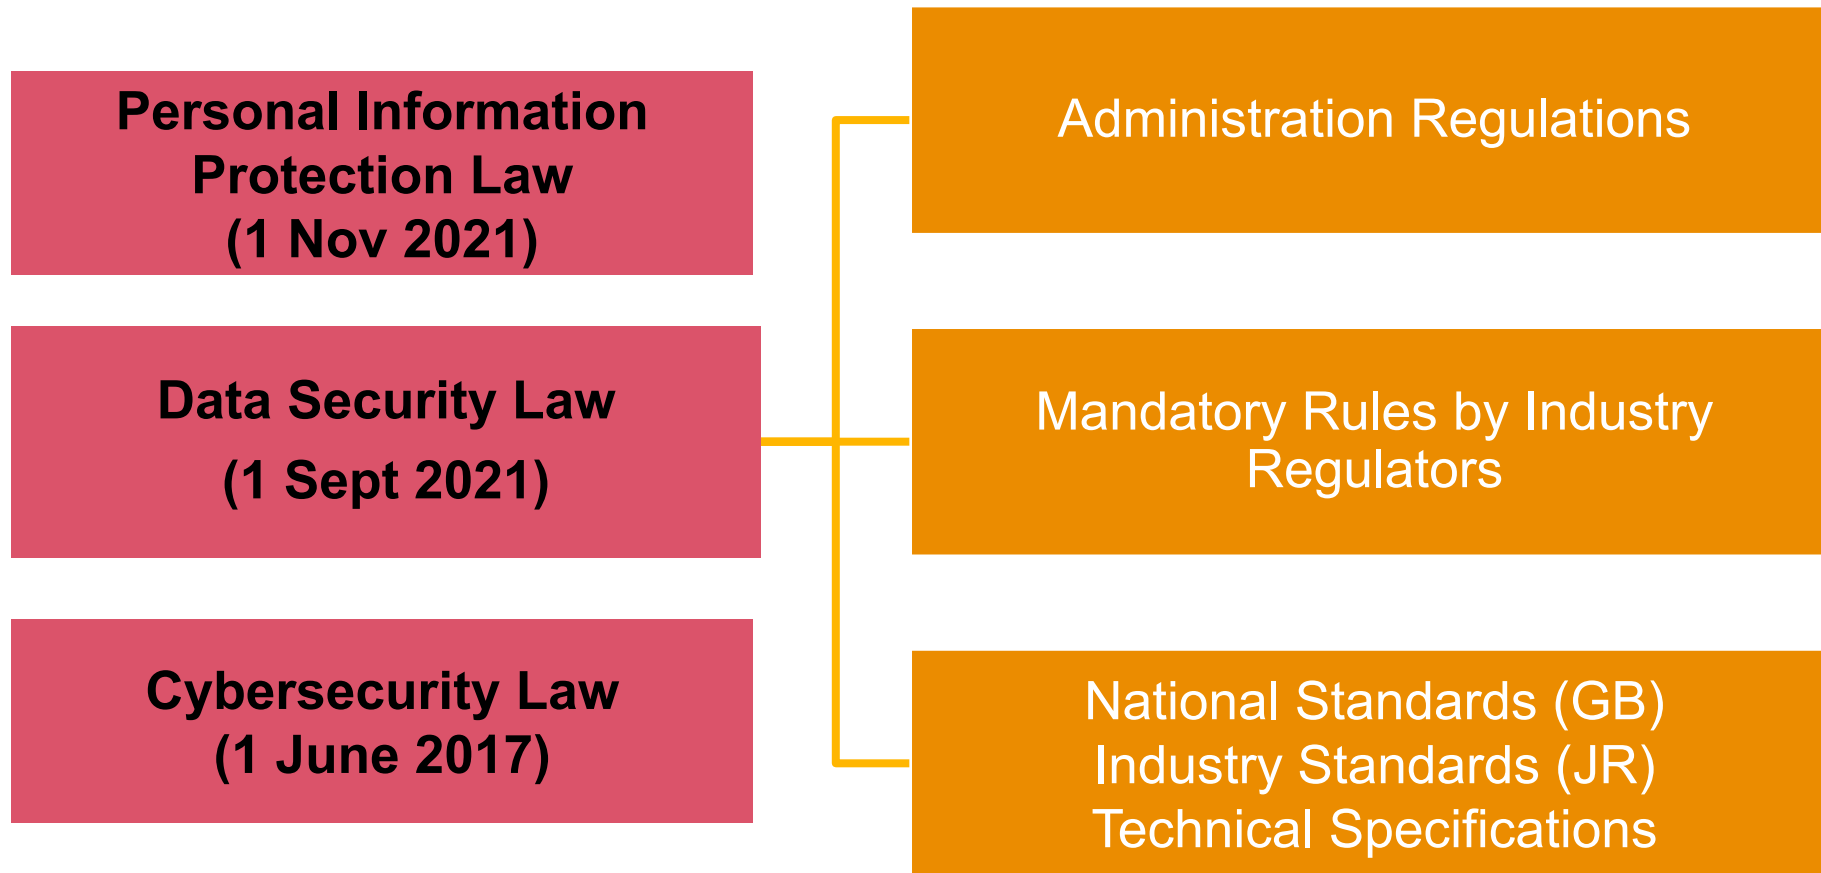 Personal Information
Protection Law
(1 Nov 2021)
Data Security Law
(1 Sept 2021)
Cybersecurity Law
(1 June 2017)
Administration Regulations
Mandatory Rules by Industry
Regulators
National Standards (GB)
Industry Standards (JR)
Technical Specifications